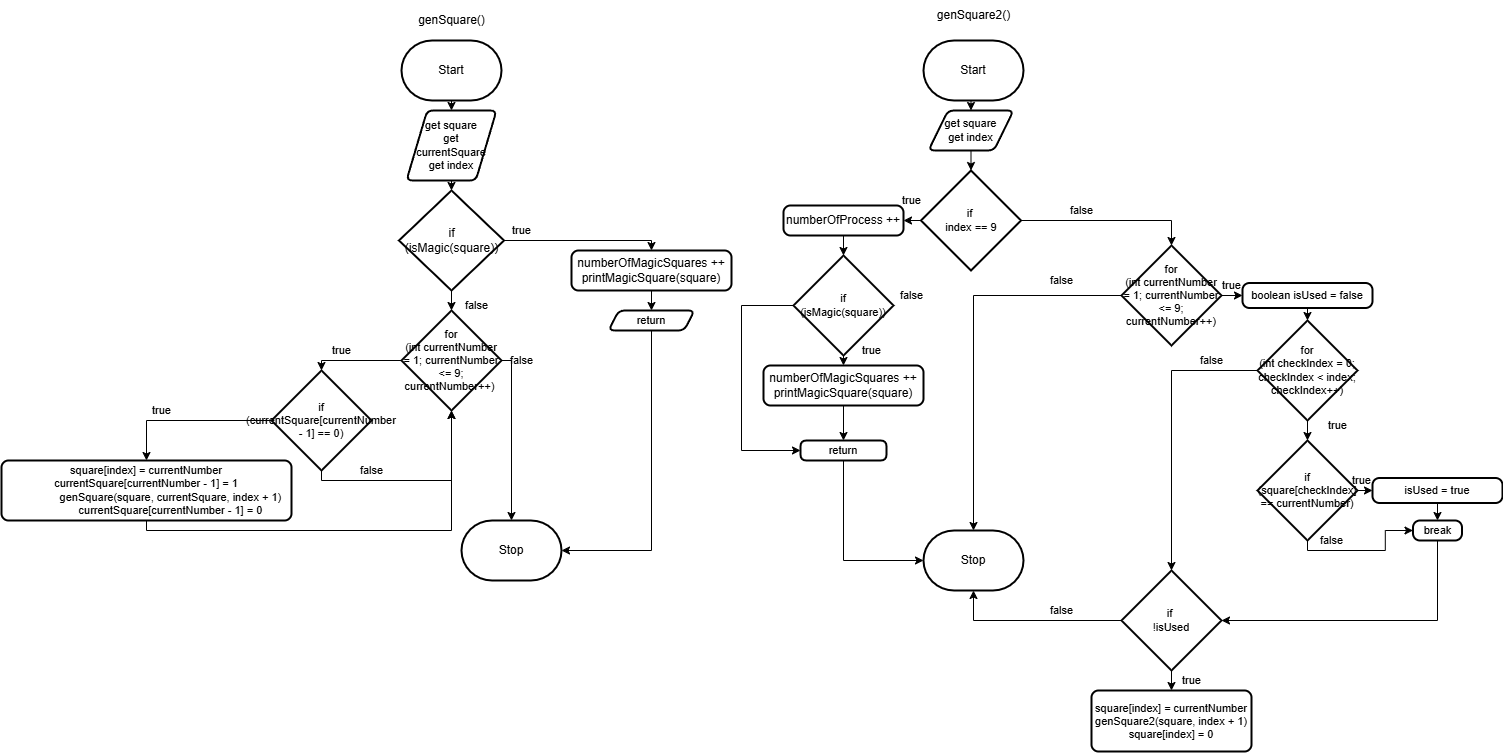 genSquare()
Start
get square
get
currentSquare
get index
if
(isMagic(square))
true
numberOfMagicSquares ++
printMagicSquare(square)
return
false
for
(int currentNumber
= 1; currentNumber
<= 9;
currentNumber++)
true
false
if
(currentSquare[currentNumber
- 1] == 0)
true
false
square[index] = currentNumber
currentSquare[currentNumber - 1] = 1
genSquare(square, currentSquare, index + 1)
currentSquare[currentNumber - 1] = 0
Stop
genSquare2()
Start
get square
get index
if
index == 9
true
false
numberOfProcess ++
if
(isMagic(square))
false
true
numberOfMagicSquares ++
printMagicSquare(square)
return
for
(int currentNumber
= 1; currentNumber
<= 9;
currentNumber++)
false
true
boolean isUsed = false
for
(int checkIndex = 0;
checkIndex < index;
checkIndex++)
false
true
if
(square[checkIndex]
== currentNumber)
true
isUsed = true
false
break
Stop
if
!isUsed
false
true
square[index] = currentNumber
genSquare2(square, index + 1)
square[index] = 0